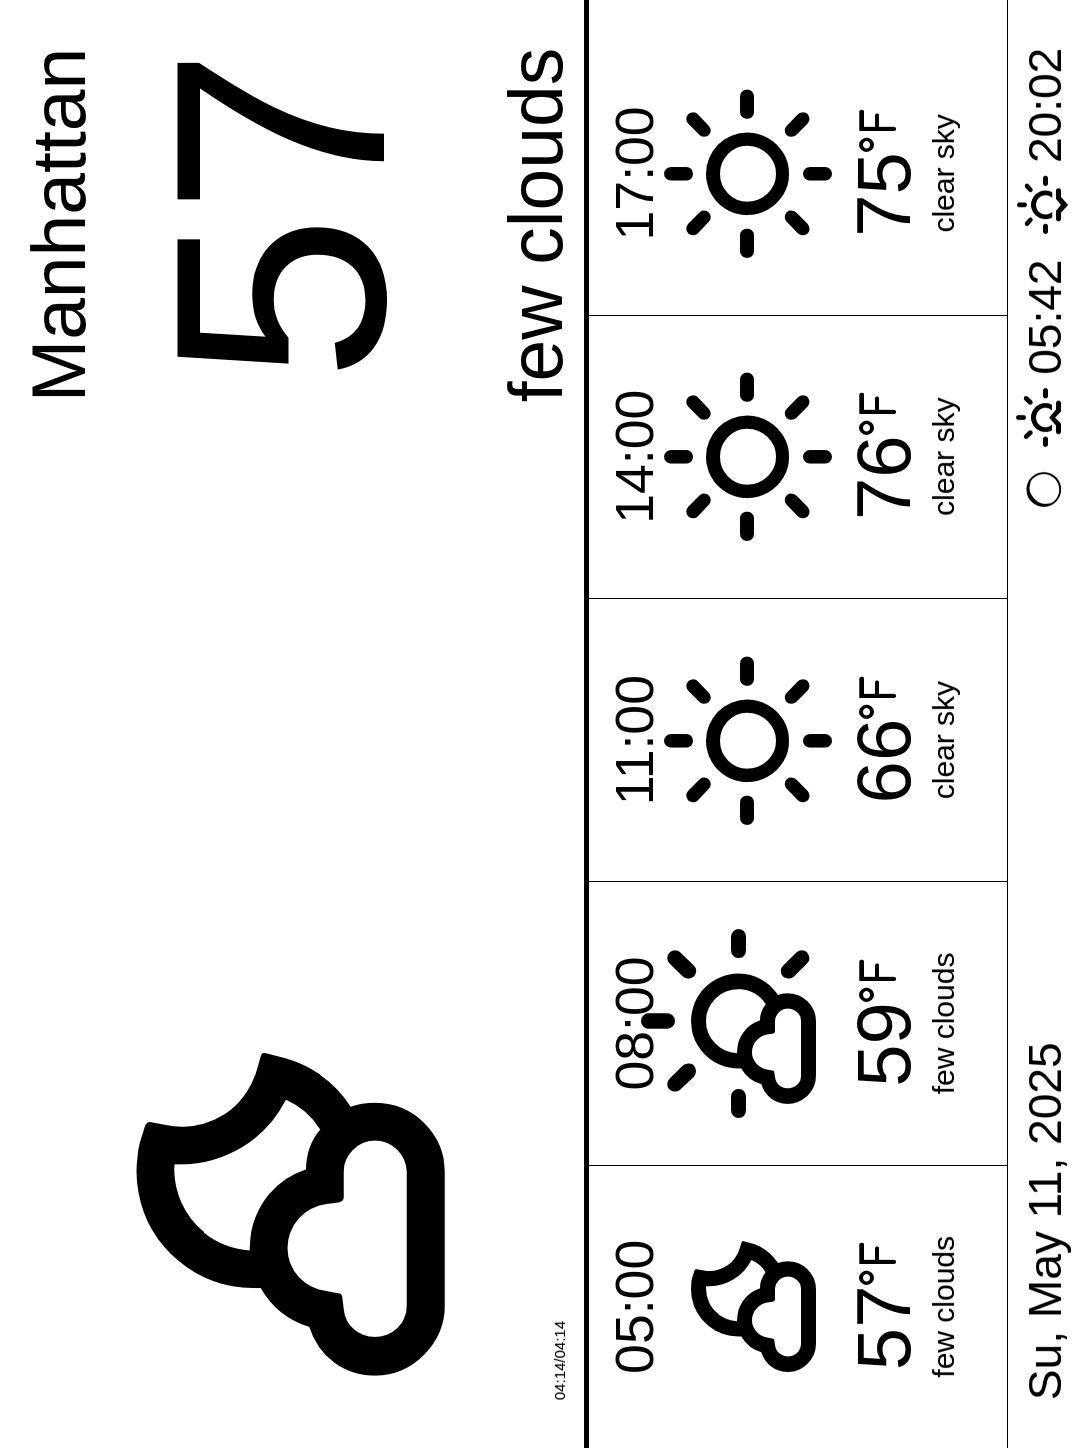 Manhattan
57
few clouds
04:14/04:14
05:00
57°F
few clouds
08:00
59°F
few clouds
11:00
66°F
clear sky
14:00
76°F
clear sky
17:00
75°F
clear sky
Su, May 11, 2025
05:42 20:02